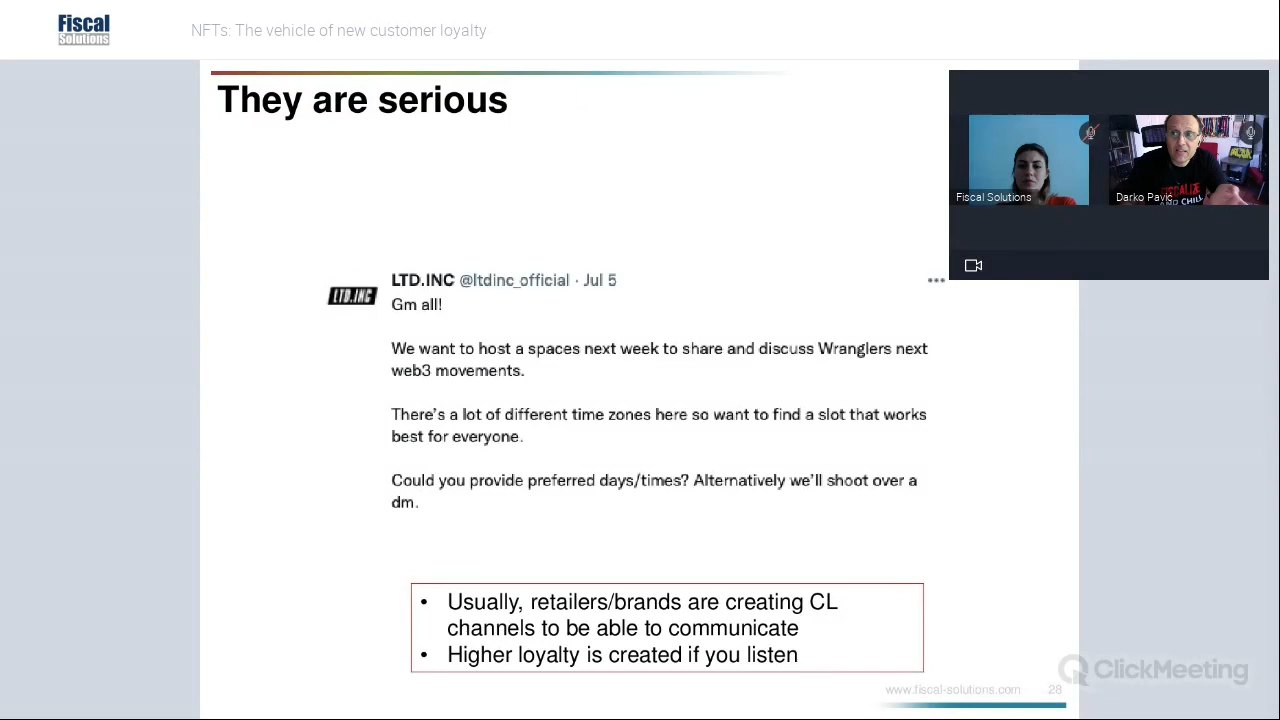 Fiscal
Solutions
NFTs: The vehicle of new customer loyalty
They are serious
Fiscal Solutions
Darko Pavić
FISCALIZE
AND CHILL
LTD.INC
LTD.INC @ltdinc_official · Jul 5
Gm all!
We want to host a spaces next week to share and discuss Wranglers next
web3 movements.
There's a lot of different time zones here so want to find a slot that works
best for everyone.
Could you provide preferred days/times? Alternatively we'll shoot over a
dm.
• Usually, retailers/brands are creating CL
channels to be able to communicate
• Higher loyalty is created if you listen
www.fiscal-solutions.com 28
ClickMeeting